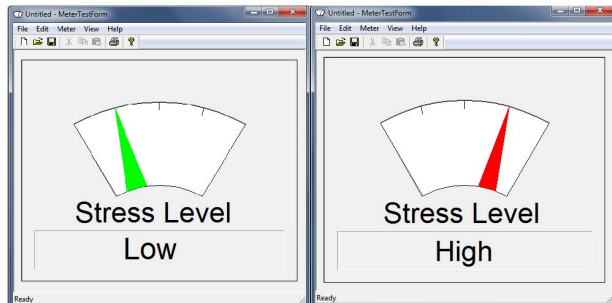 Untitled - MeterTestForm
File Edit Meter View Help
Stress Level
Low
Ready
Untitled - MeterTestForm
File Edit Meter View Help
Stress Level
High
Ready